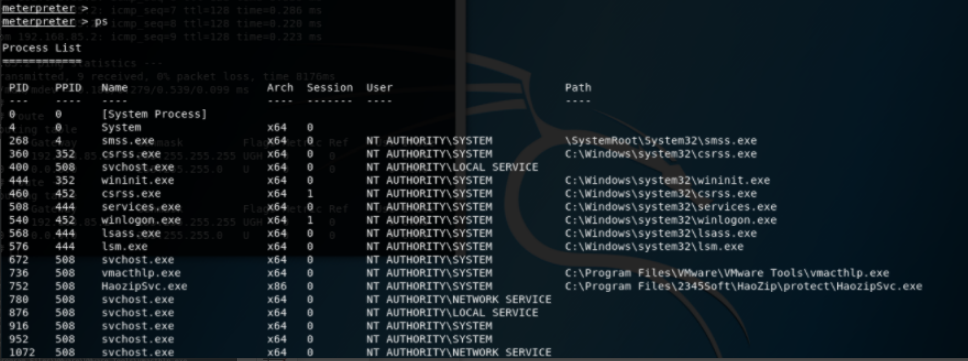 meterpreter >
meterpreter > ps
Process List
============
PID PPID Name Arch Session User Path
--- ---- ---- ---- ------- ---- ----
0 0 [System Process]
4 0 System x64 0
268 4 smss.exe x64 0 NT AUTHORITY\SYSTEM \SystemRoot\System32\smss.exe
360 352 csrss.exe x64 0 NT AUTHORITY\SYSTEM C:\Windows\system32\csrss.exe
400 508 svchost.exe x64 0 NT AUTHORITY\LOCAL SERVICE
444 352 wininit.exe x64 0 NT AUTHORITY\SYSTEM C:\Windows\system32\wininit.exe
460 452 csrss.exe x64 1 NT AUTHORITY\SYSTEM C:\Windows\system32\csrss.exe
508 444 services.exe x64 0 NT AUTHORITY\SYSTEM C:\Windows\system32\services.exe
540 452 winlogon.exe x64 1 NT AUTHORITY\SYSTEM C:\Windows\system32\winlogon.exe
568 444 lsass.exe x64 0 NT AUTHORITY\SYSTEM C:\Windows\system32\lsass.exe
576 444 lsm.exe x64 0 NT AUTHORITY\SYSTEM C:\Windows\system32\lsm.exe
672 508 svchost.exe x64 0 NT AUTHORITY\SYSTEM
736 508 vmacthlp.exe x64 0 NT AUTHORITY\SYSTEM C:\Program Files\VMware\VMware Tools\vmacthlp.exe
752 508 HaozipSvc.exe x86 0 NT AUTHORITY\SYSTEM C:\Program Files\2345Soft\HaoZip\protect\HaozipSvc.exe
780 508 svchost.exe x64 0 NT AUTHORITY\NETWORK SERVICE
876 508 svchost.exe x64 0 NT AUTHORITY\LOCAL SERVICE
916 508 svchost.exe x64 0 NT AUTHORITY\SYSTEM
952 508 svchost.exe x64 0 NT AUTHORITY\SYSTEM
1072 508 svchost.exe x64 0 NT AUTHORITY\NETWORK SERVICE